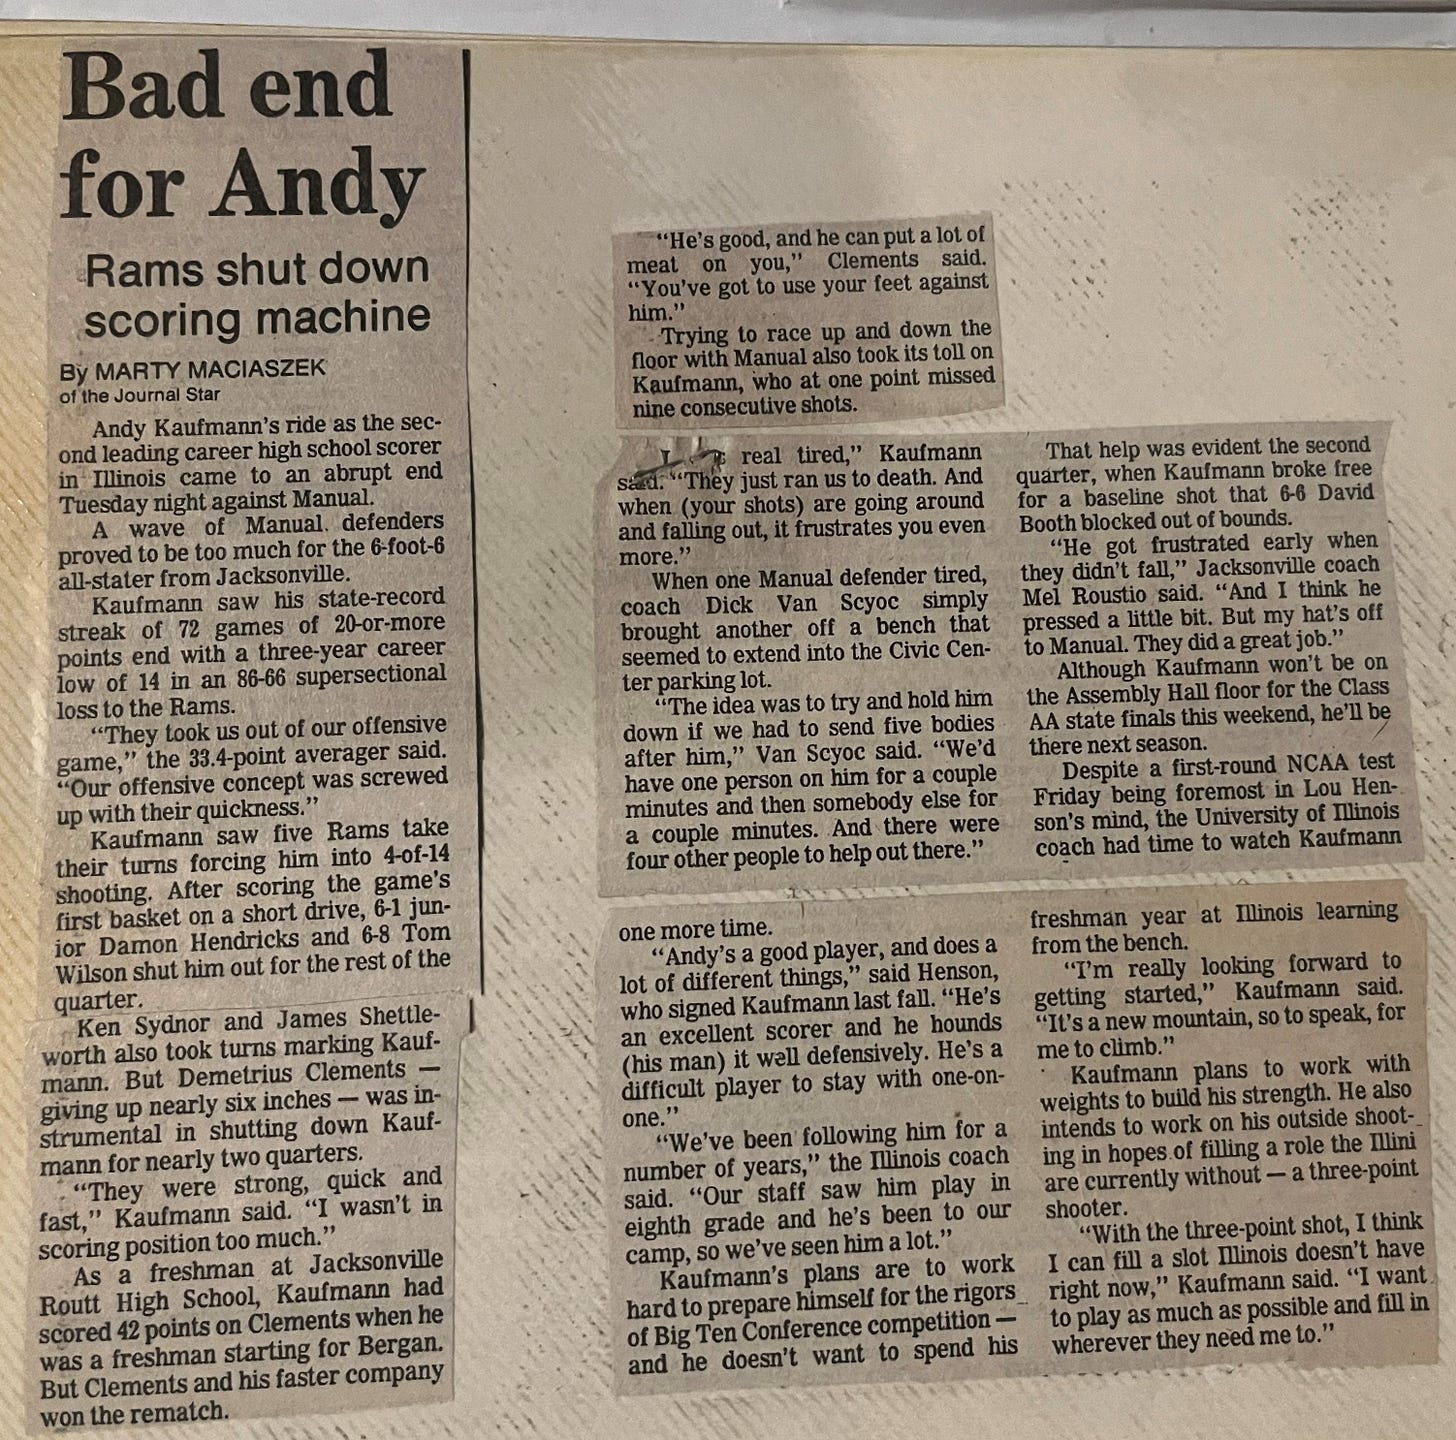 Bad end
for Andy
Rams shut down
scoring machine
By MARTY MACIASZEK
of the Journal Star
Andy Kaufmann's ride as the sec-
ond leading career high school scorer
in Illinois came to an abrupt end
Tuesday night against Manual.
A wave of Manual defenders
proved to be too much for the 6-foot-6
all-stater from Jacksonville.
Kaufmann saw his state-record
streak of 72 games of 20-or-more
points end with a three-year career
low of 14 in an 86-66 supersectional
loss to the Rams.
"They took us out of our offensive
game," the 33.4-point averager said.
"Our offensive concept was screwed
up with their quickness."
Kaufmann saw five Rams take
their turns forcing him into 4-of-14
shooting. After scoring the game's
first basket on a short drive, 6-1 jun-
ior Damon Hendricks and 6-8 Tom
Wilson shut him out for the rest of the
quarter.
Ken Sydnor and James Shettle-
worth also took turns marking Kauf-
mann. But Demetrius Clements —
giving up nearly six inches — was in-
strumental in shutting down Kauf-
mann for nearly two quarters.
"They were strong, quick and
fast," Kaufmann said. "I wasn't in
scoring position too much."
As a freshman at Jacksonville
Routt High School, Kaufmann had
scored 42 points on Clements when he
was a freshman starting for Bergan.
But Clements and his faster company
won the rematch.
"He's good, and he can put a lot of
meat on you," Clements said.
"You've got to use your feet against
him."
Trying to race up and down the
floor with Manual also took its toll on
Kaufmann, who at one point missed
nine consecutive shots.
real tired," Kaufmann
said. "They just ran us to death. And
when (your shots) are going around
and falling out, it frustrates you even
more."
When one Manual defender tired,
coach Dick Van Scyoc simply
brought another off a bench that
seemed to extend into the Civic Cen-
ter parking lot.
"The idea was to try and hold him
down if we had to send five bodies
after him," Van Scyoc said. "We'd
have one person on him for a couple
minutes and then somebody else for
a couple minutes. And there were
four other people to help out there."
That help was evident the second
quarter, when Kaufmann broke free
for a baseline shot that 6-6 David
Booth blocked out of bounds.
"He got frustrated early when
they didn't fall," Jacksonville coach
Mel Roustio said. "And I think he
pressed a little bit. But my hat's off
to Manual. They did a great job."
Although Kaufmann won't be on
the Assembly Hall floor for the Class
AA state finals this weekend, he'll be
there next season.
Despite a first-round NCAA test
Friday being foremost in Lou Hen-
son's mind, the University of Illinois
coach had time to watch Kaufmann
one more time.
"Andy's a good player, and does a
lot of different things," said Henson,
who signed Kaufmann last fall. "He's
an excellent scorer and he hounds
(his man) it well defensively. He's a
difficult player to stay with one-on-
one."
"We've been following him for a
number of years," the Illinois coach
said. "Our staff saw him play in
eighth grade and he's been to our
camp, so we've seen him a lot."
Kaufmann's plans are to work
hard to prepare himself for the rigors
of Big Ten Conference competition —
and he doesn't want to spend his
freshman year at Illinois learning
from the bench.
"I'm really looking forward to
getting started," Kaufmann said.
"It's a new mountain, so to speak, for
me to climb."
Kaufmann plans to work with
weights to build his strength. He also
intends to work on his outside shoot-
ing in hopes of filling a role the Illini
are currently without — a three-point
shooter.
"With the three-point shot, I think
I can fill a slot Illinois doesn't have
right now," Kaufmann said. "I want
to play as much as possible and fill in
wherever they need me to."